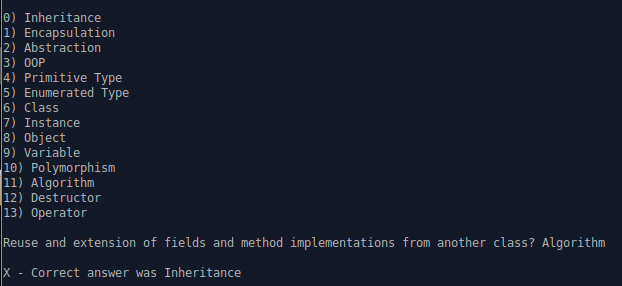 0) Inheritance
1) Encapsulation
2) Abstraction
3) OOP
4) Primitive Type
5) Enumerated Type
6) Class
7) Instance
8) Object
9) Variable
10) Polymorphism
11) Algorithm
12) Destructor
13) Operator
Reuse and extension of fields and method implementations from another class? Algorithm
X - Correct answer was Inheritance